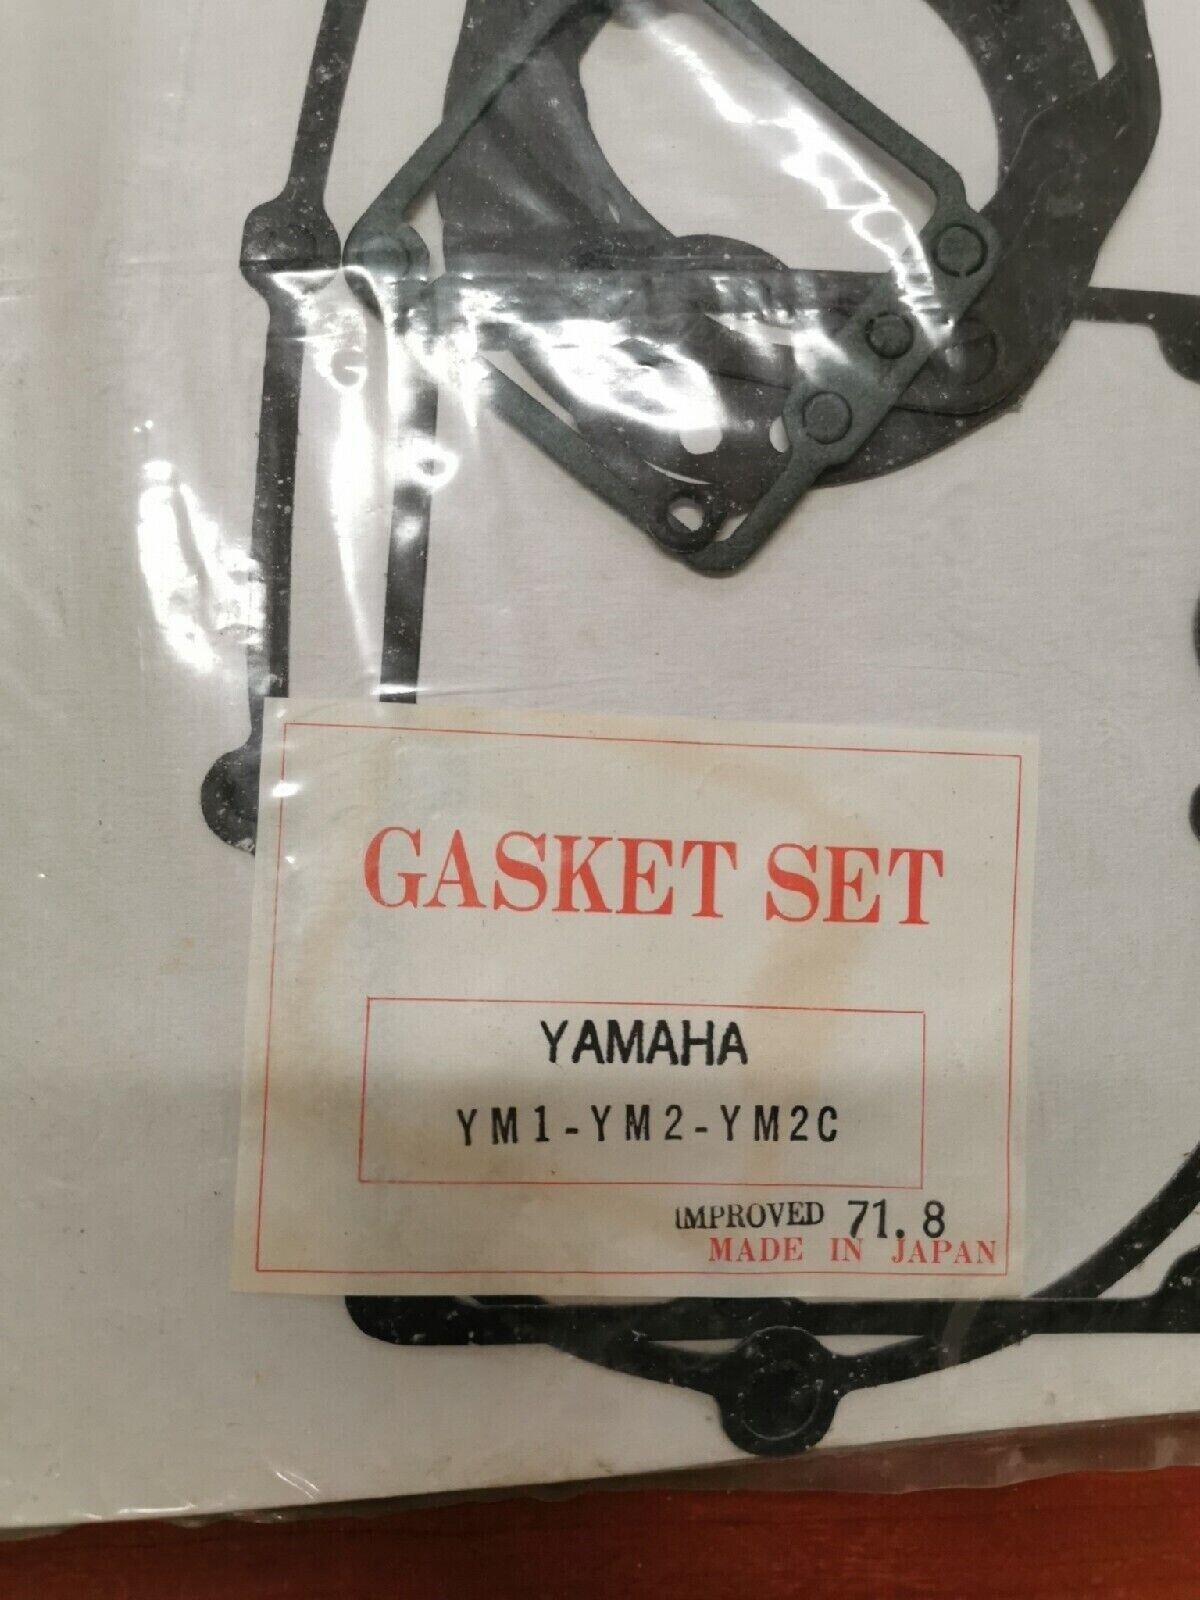 GASKET SET
YAMAHA
YM1-YM2-YM2C
IMPROVED 71.8
MADE IN JAPAN